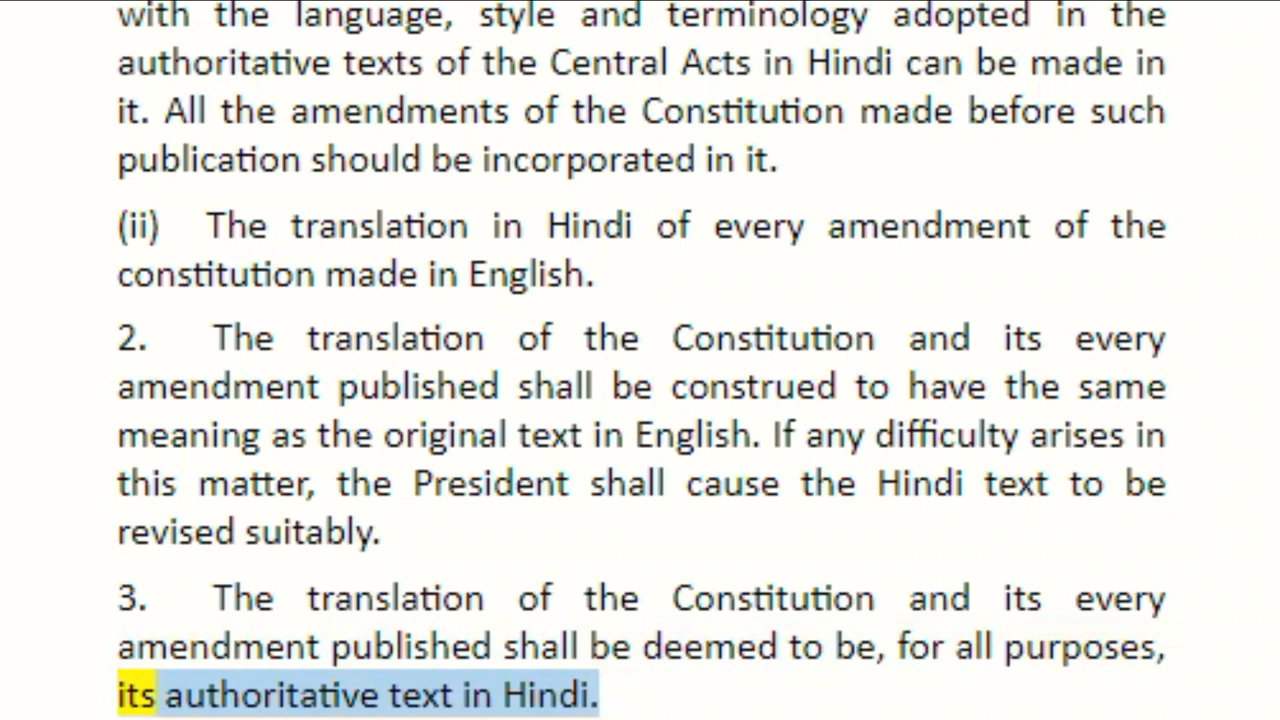 with the language, style and terminology adopted in the
authoritative texts of the Central Acts in Hindi can be made in
it. All the amendments of the Constitution made before such
publication should be incorporated in it.
(ii) The translation in Hindi of every amendment of the
constitution made in English.
2. The translation of the Constitution and its every
amendment published shall be construed to have the same
meaning as the original text in English. If any difficulty arises in
this matter, the President shall cause the Hindi text to be
revised suitably.
3. The translation of the Constitution and its every
amendment published shall be deemed to be, for all purposes,
its authoritative text in Hindi.